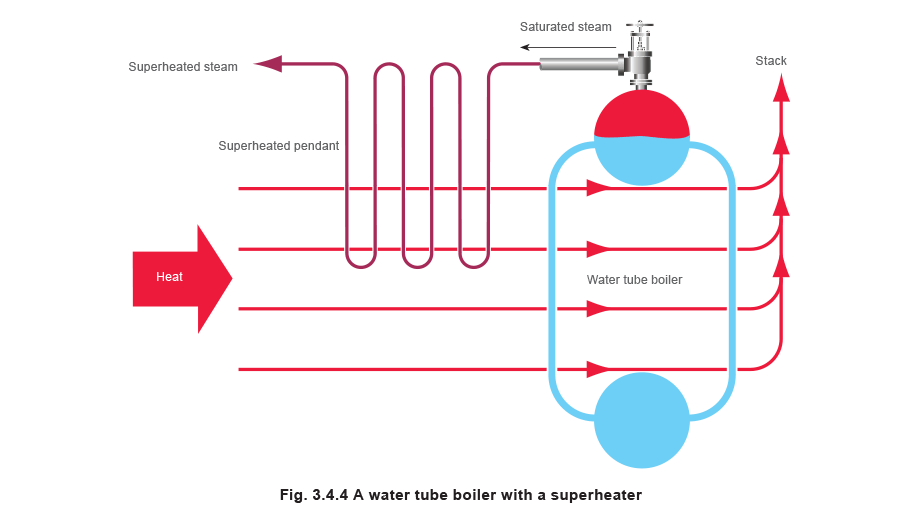 Saturated steam
Superheated steam
Stack
Superheated pendant
Heat
Water tube boiler
Fig. 3.4.4 A water tube boiler with a superheater